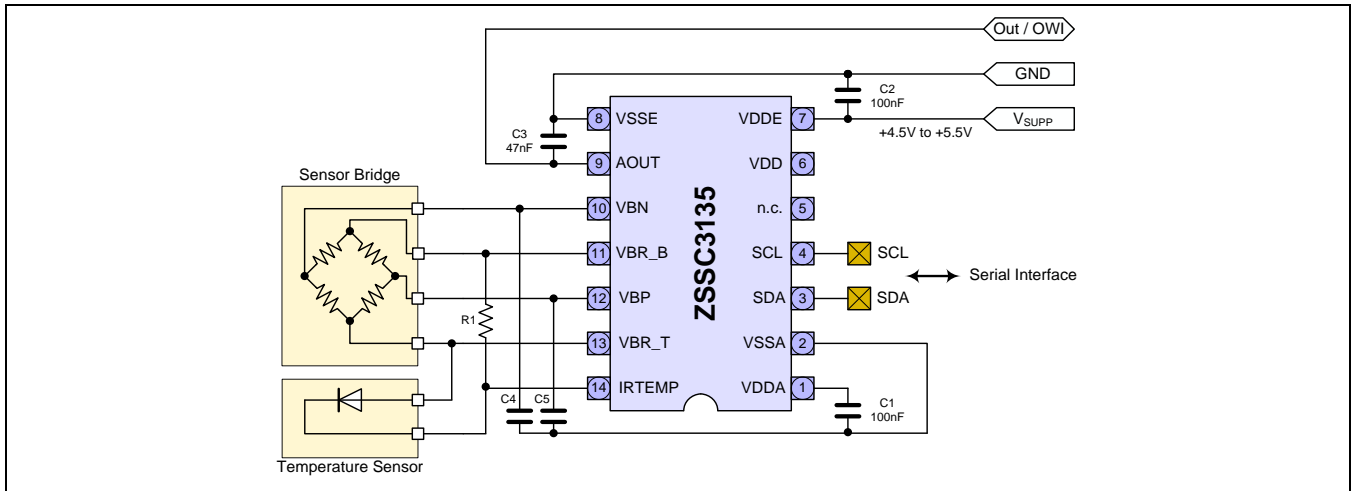 Out / OWI
GND
C2
100nF
V_SUPP
+4.5V to +5.5V
C3
47nF
8 VSSE VDDE 7
9 AOUT VDD 6
10 VBN n.c. 5
11 VBR_B SCL 4 SCL
12 VBP SDA 3 SDA
13 VBR_T VSSA 2
14 IRTEMP VDDA 1
ZSSC3135
Serial Interface
Sensor Bridge
R1
C4 C5
C1
100nF
Temperature Sensor